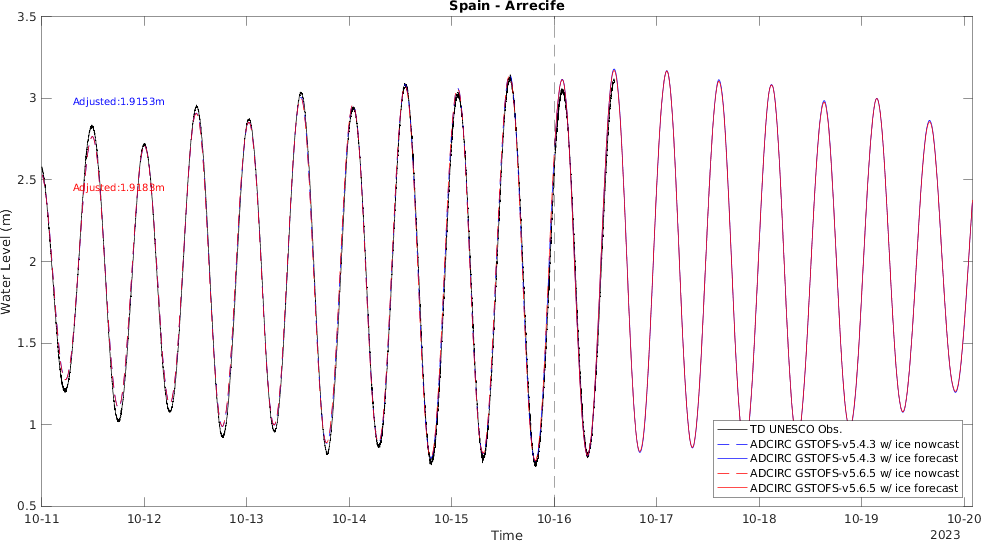 Spain - Arrecife
3.5
3
2.5
2
1.5
1
0.5
Water Level (m)
Adjusted:1.9153m
Adjusted:1.9183m
TD UNESCO Obs.
ADCIRC GSTOFS-v5.4.3 w/ ice nowcast
ADCIRC GSTOFS-v5.4.3 w/ ice forecast
ADCIRC GSTOFS-v5.6.5 w/ ice nowcast
ADCIRC GSTOFS-v5.6.5 w/ ice forecast
10-11 10-12 10-13 10-14 10-15 10-16 10-17 10-18 10-19 10-20
Time
2023